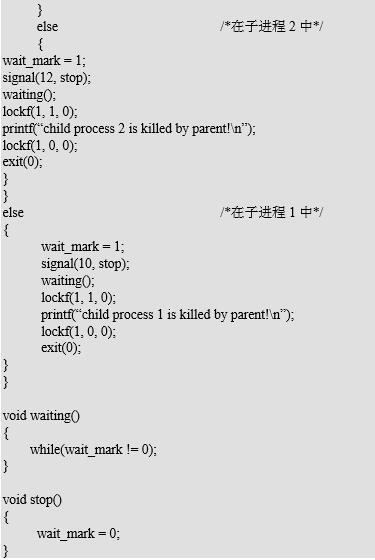 }
else /*在子进程 2 中*/
{
wait_mark = 1;
signal(12, stop);
waiting();
lockf(1, 1, 0);
printf(“child process 2 is killed by parent!\n”);
lockf(1, 0, 0);
exit(0);
}
}
else /*在子进程 1 中*/
{
wait_mark = 1;
signal(10, stop);
waiting();
lockf(1, 1, 0);
printf(“child process 1 is killed by parent!\n”);
lockf(1, 0, 0);
exit(0);
}
}

void waiting()
{
while(wait_mark != 0);
}

void stop()
{
wait_mark = 0;
}